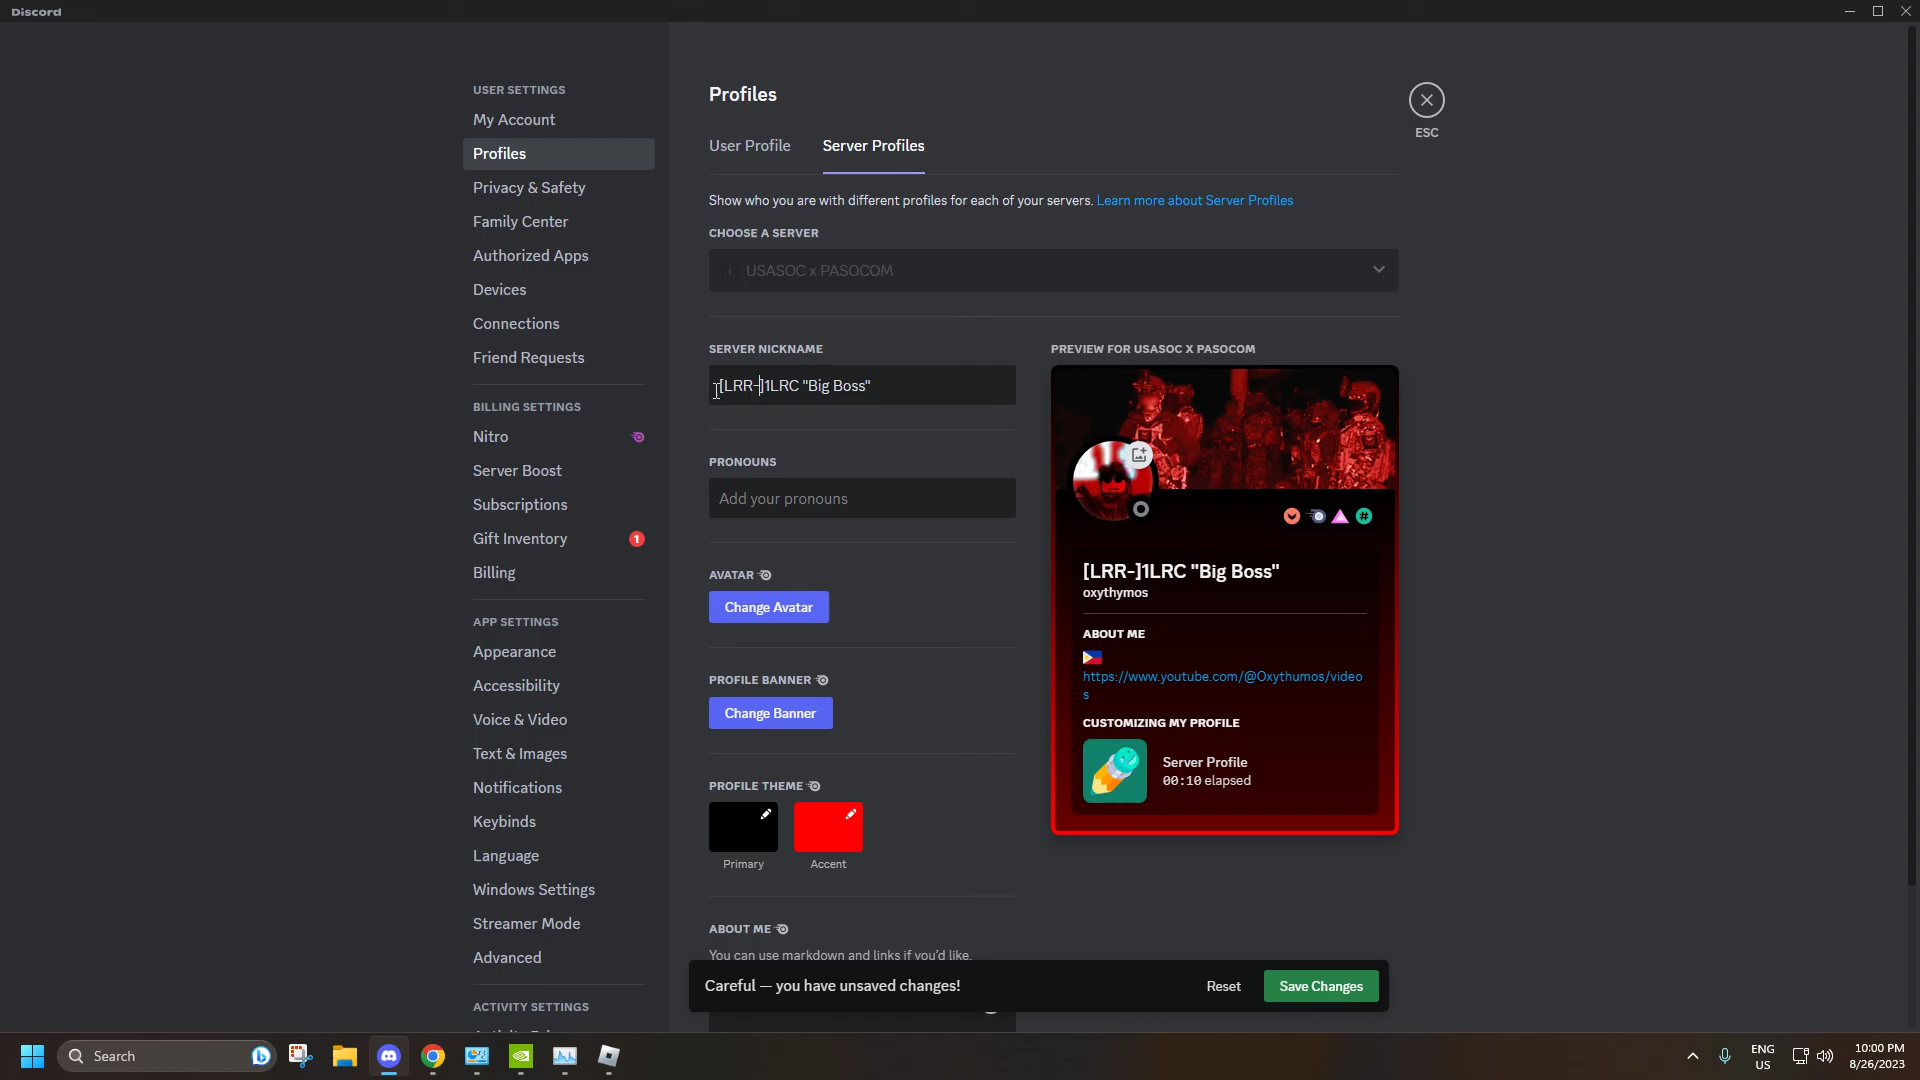 Discord
USER SETTINGS
My Account
Profiles
Privacy & Safety
Family Center
Authorized Apps
Devices
Connections
Friend Requests
BILLING SETTINGS
Nitro
Server Boost
Subscriptions
Gift Inventory 1
Billing
APP SETTINGS
Appearance
Accessibility
Voice & Video
Text & Images
Notifications
Keybinds
Language
Windows Settings
Streamer Mode
Advanced
ACTIVITY SETTINGS
Profiles
ESC
User Profile Server Profiles
Show who you are with different profiles for each of your servers. Learn more about Server Profiles
CHOOSE A SERVER
USASOC x PASOCOM
SERVER NICKNAME
[LRR-]1LRC "Big Boss"
PRONOUNS
Add your pronouns
AVATAR
Change Avatar
PROFILE BANNER
Change Banner
PROFILE THEME
Primary Accent
ABOUT ME
You can use markdown and links if you'd like.
PREVIEW FOR USASOC X PASOCOM
[LRR-]1LRC "Big Boss"
oxythymos
ABOUT ME
https://www.youtube.com/@Oxythumos/video
s
CUSTOMIZING MY PROFILE
Server Profile
00:10 elapsed
Careful — you have unsaved changes! Reset Save Changes
Search
ENG
US
10:00 PM
8/26/2023